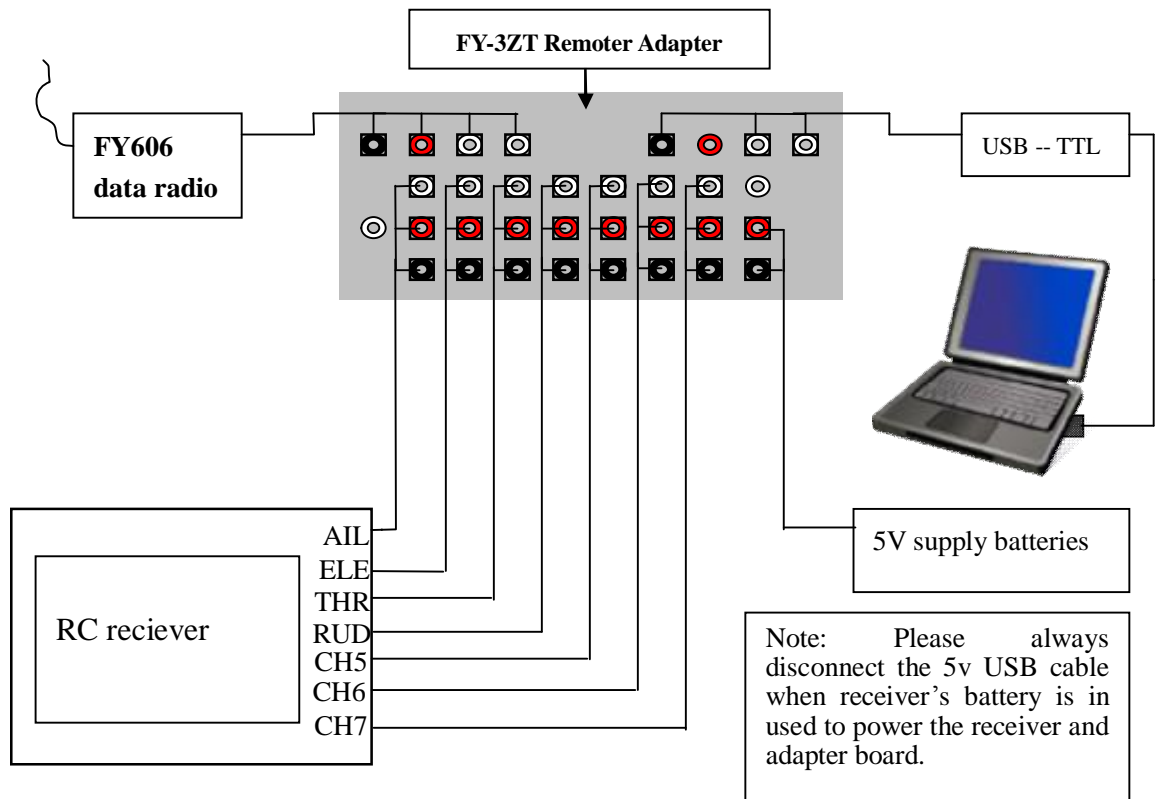 FY-3ZT Remoter Adapter
FY606
data radio
USB -- TTL
AIL
ELE
THR
RUD
CH5
CH6
CH7
RC reciever
5V supply batteries
Note: Please always
disconnect the 5v USB cable
when receiver’s battery is in
used to power the receiver and
adapter board.